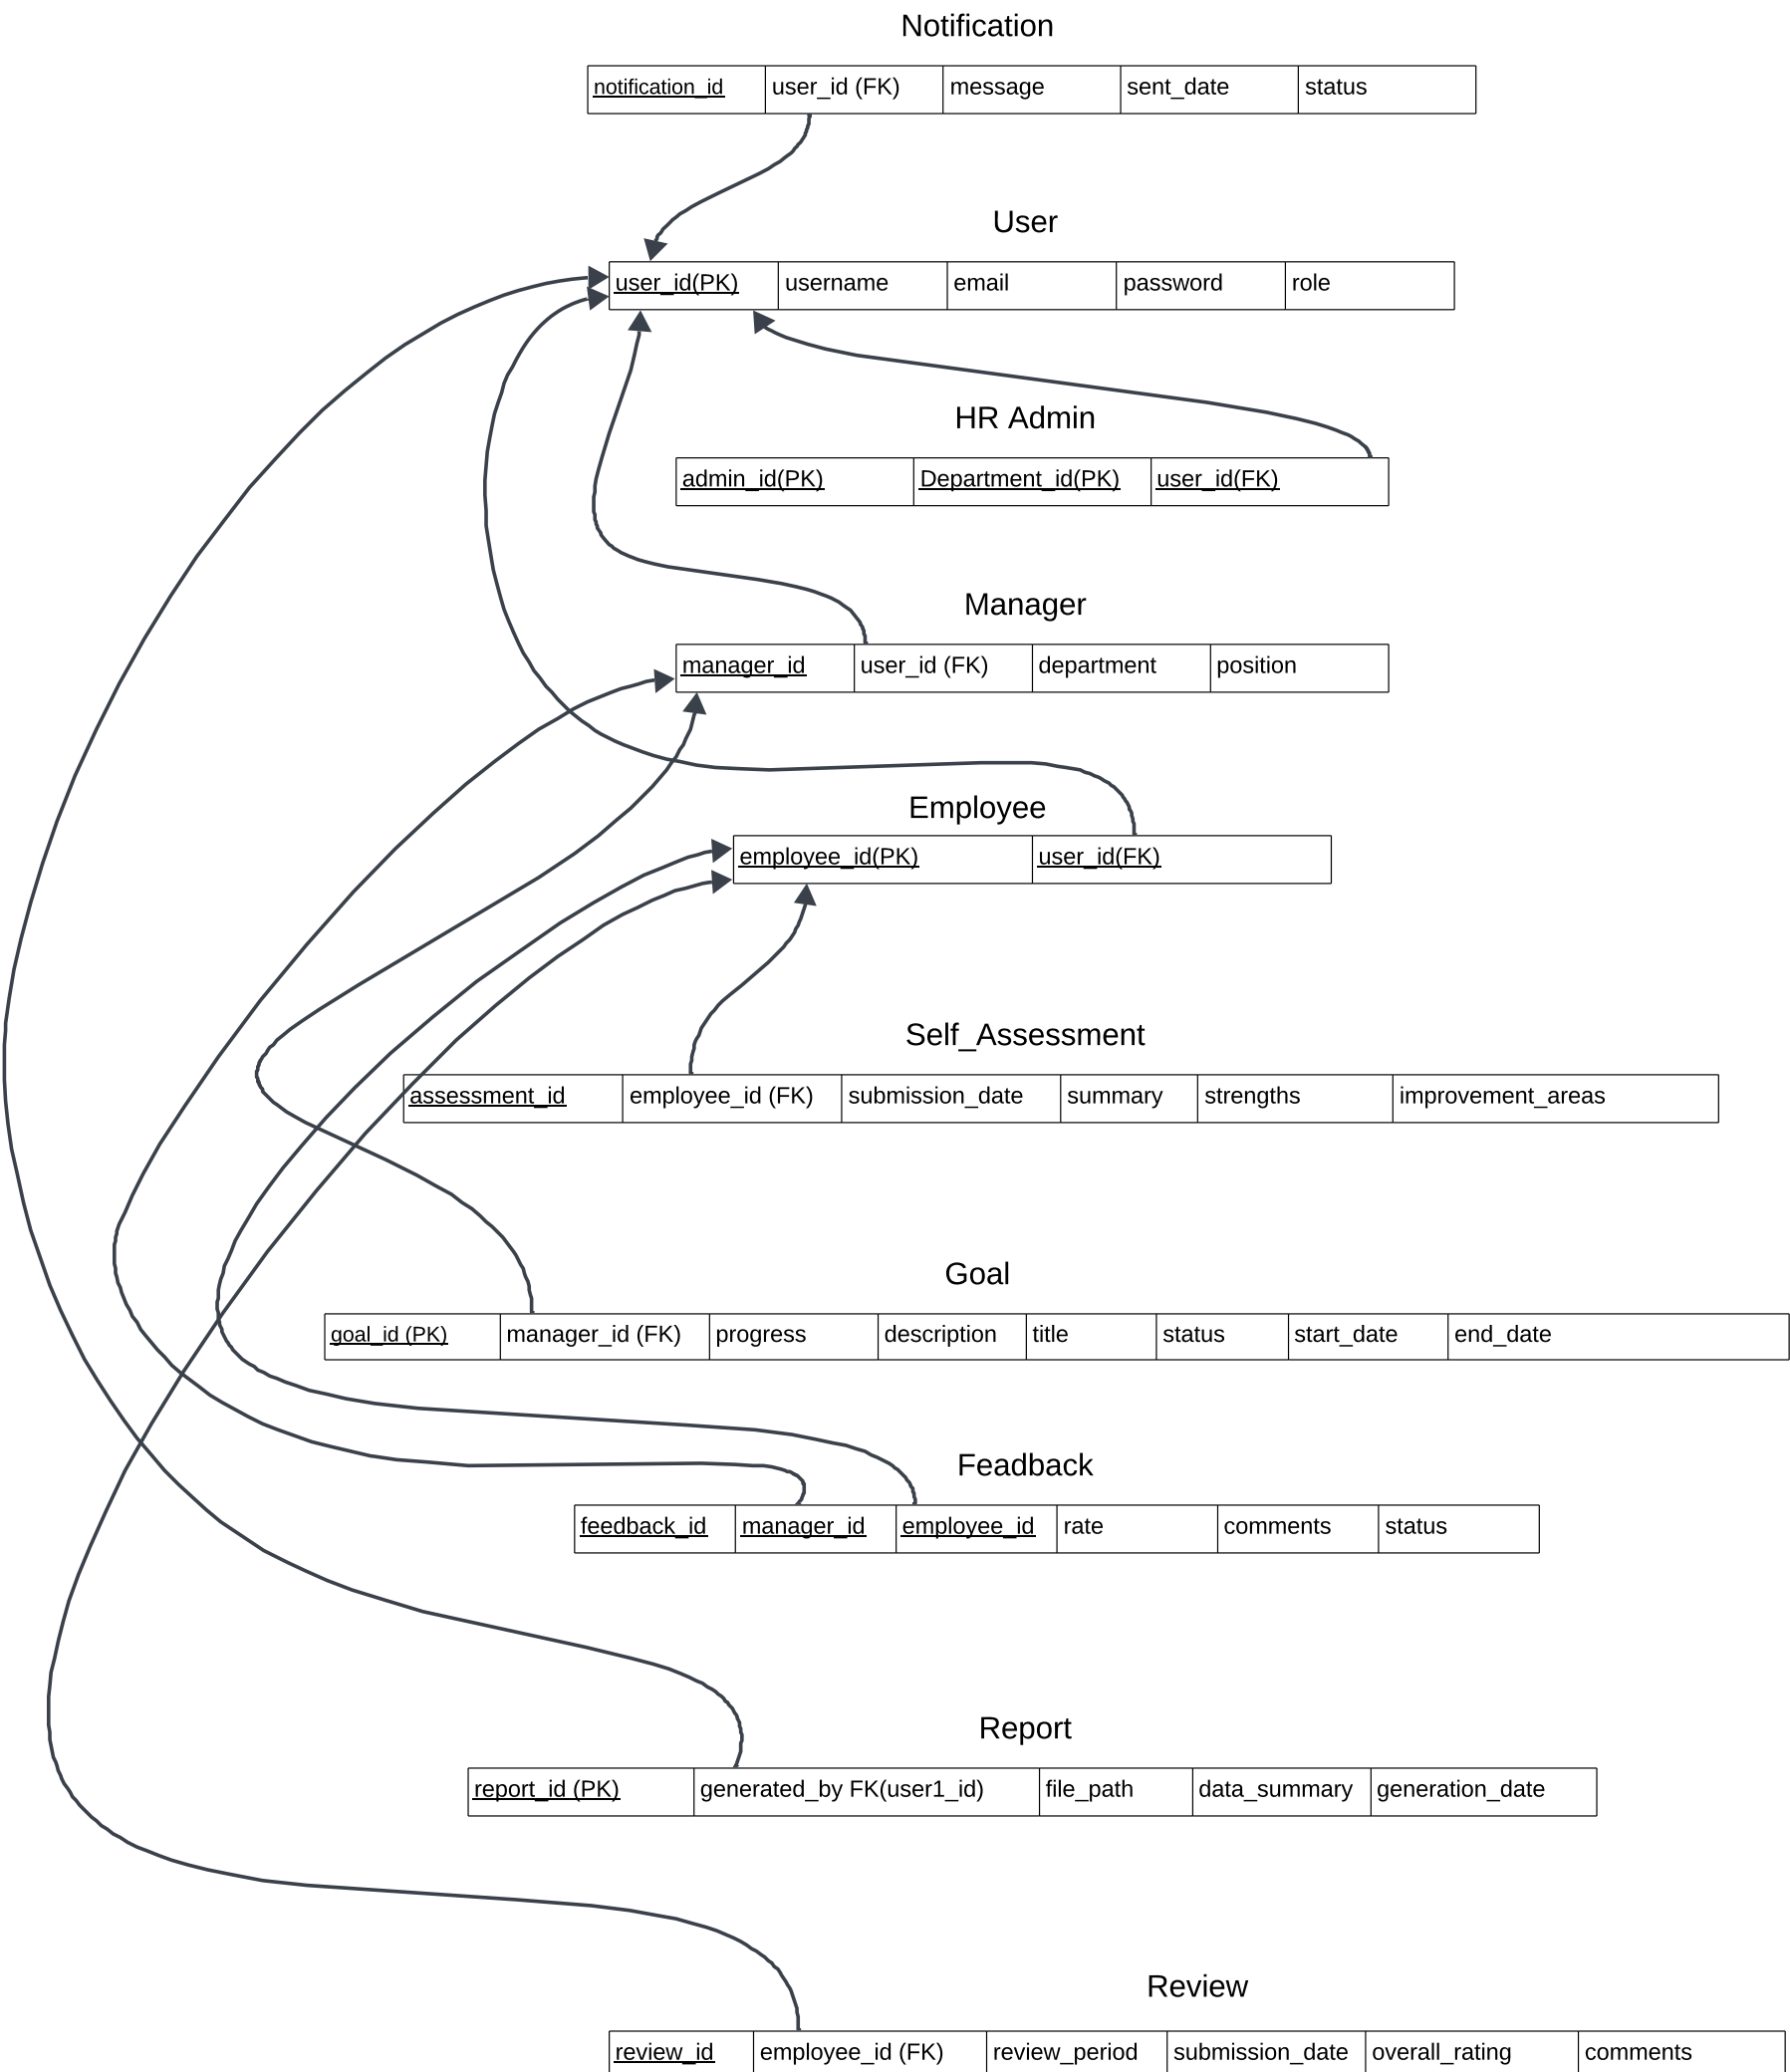 Notification
notification_id user_id (FK) message sent_date status
User
user_id(PK) username email password role
HR Admin
admin_id(PK) Department_id(PK) user_id(FK)
Manager
manager_id user_id (FK) department position
Employee
employee_id(PK) user_id(FK)
Self_Assessment
assessment_id employee_id (FK) submission_date summary strengths improvement_areas
Goal
goal_id (PK) manager_id (FK) progress description title status start_date end_date
Feadback
feedback_id manager_id employee_id rate comments status
Report
report_id (PK) generated_by FK(user1_id) file_path data_summary generation_date
Review
review_id employee_id (FK) review_period submission_date overall_rating comments